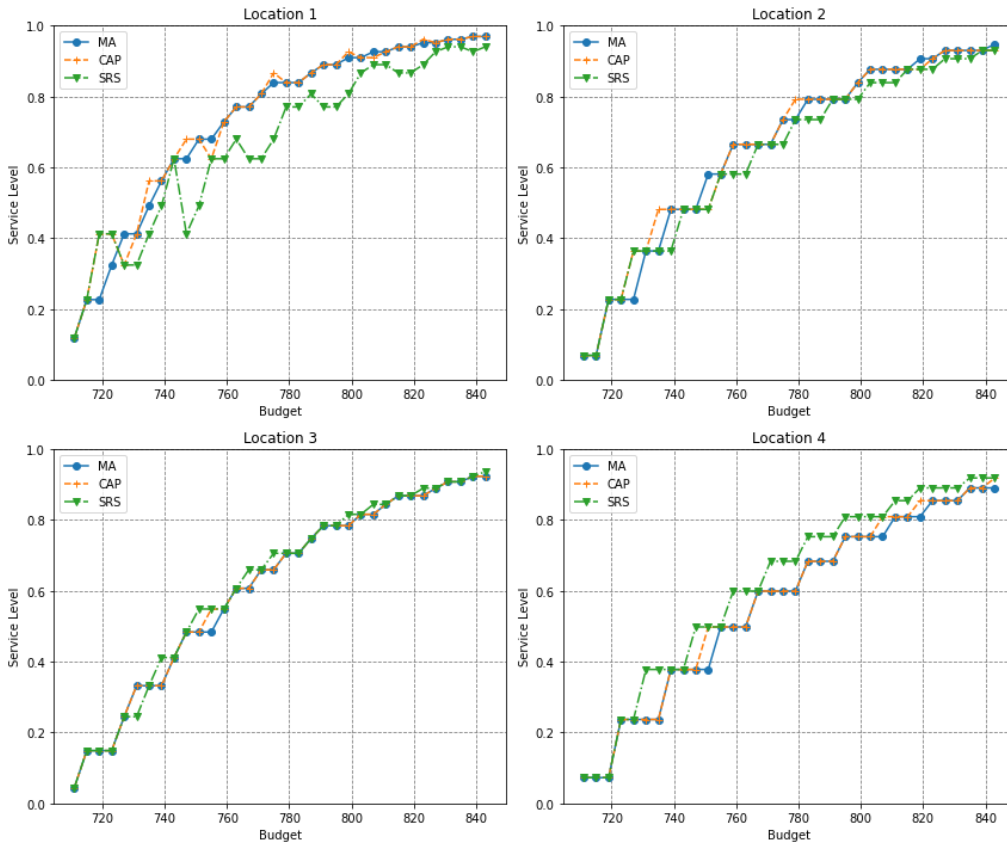 Location 1
MA
CAP
SRS
1.0
0.8
0.6
0.4
0.2
0.0
Service Level
720 740 760 780 800 820 840
Budget
Location 2
MA
CAP
SRS
1.0
0.8
0.6
0.4
0.2
0.0
Service Level
720 740 760 780 800 820 840
Budget
Location 3
MA
CAP
SRS
1.0
0.8
0.6
0.4
0.2
0.0
Service Level
720 740 760 780 800 820 840
Budget
Location 4
MA
CAP
SRS
1.0
0.8
0.6
0.4
0.2
0.0
Service Level
720 740 760 780 800 820 840
Budget